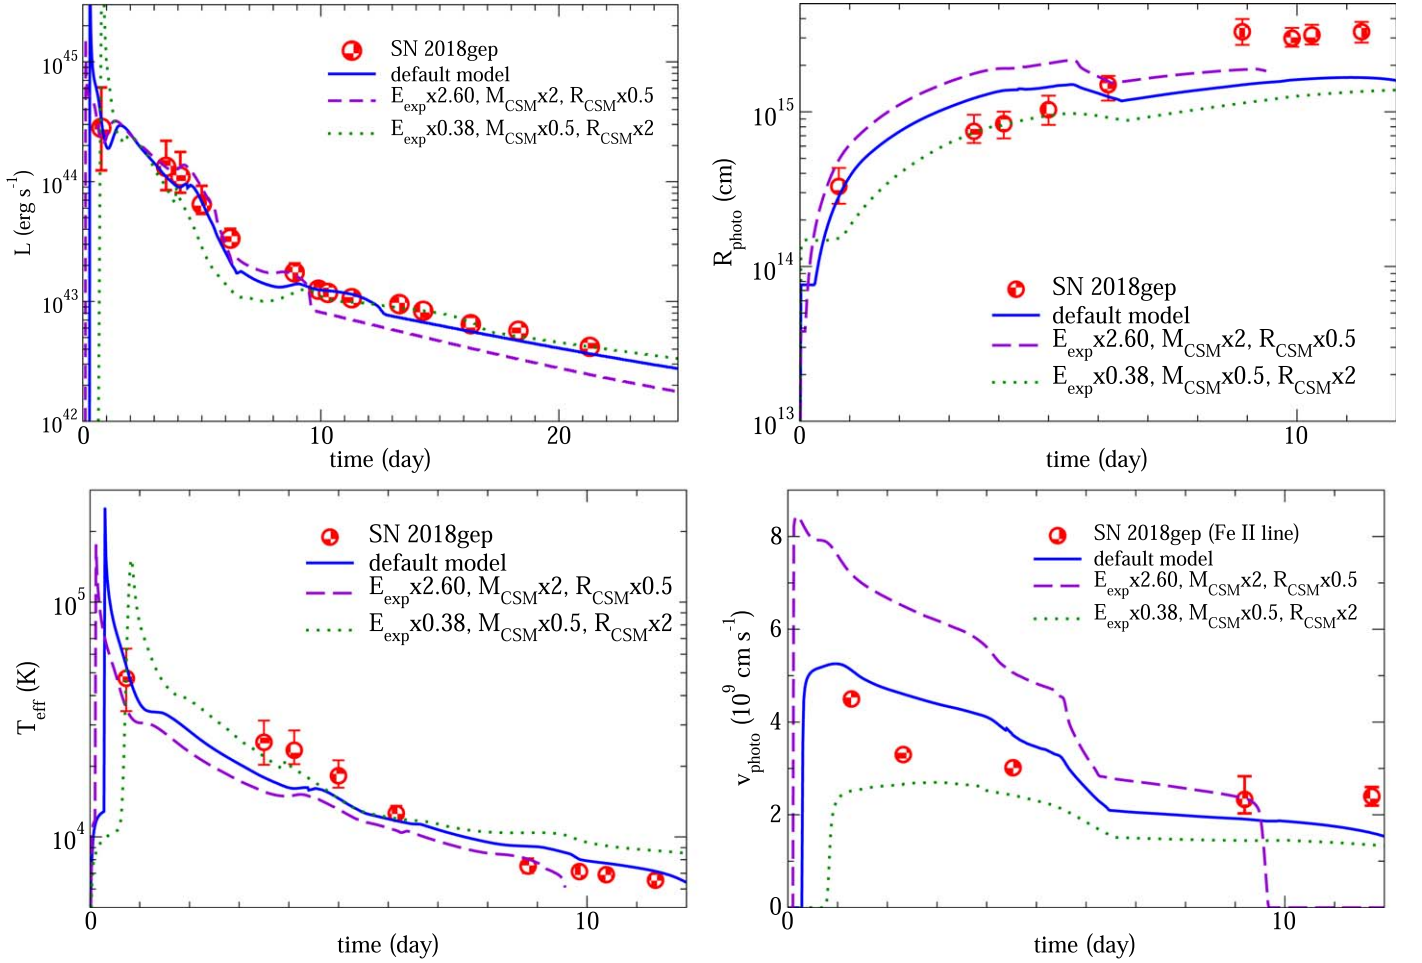 SN 2018gep
default model
E_exp x2.60, M_CSM x2, R_CSM x0.5
E_exp x0.38, M_CSM x0.5, R_CSM x2
10^45
10^44
10^43
10^42
L (erg s^-1)
0 10 20
time (day)
SN 2018gep
default model
E_exp x2.60, M_CSM x2, R_CSM x0.5
E_exp x0.38, M_CSM x0.5, R_CSM x2
10^15
10^14
10^13
R_photo (cm)
0 10
time (day)
SN 2018gep
default model
E_exp x2.60, M_CSM x2, R_CSM x0.5
E_exp x0.38, M_CSM x0.5, R_CSM x2
10^5
10^4
T_eff (K)
0 10
time (day)
SN 2018gep (Fe II line)
default model
E_exp x2.60, M_CSM x2, R_CSM x0.5
E_exp x0.38, M_CSM x0.5, R_CSM x2
8
6
4
2
0
v_photo (10^9 cm s^-1)
0 10
time (day)